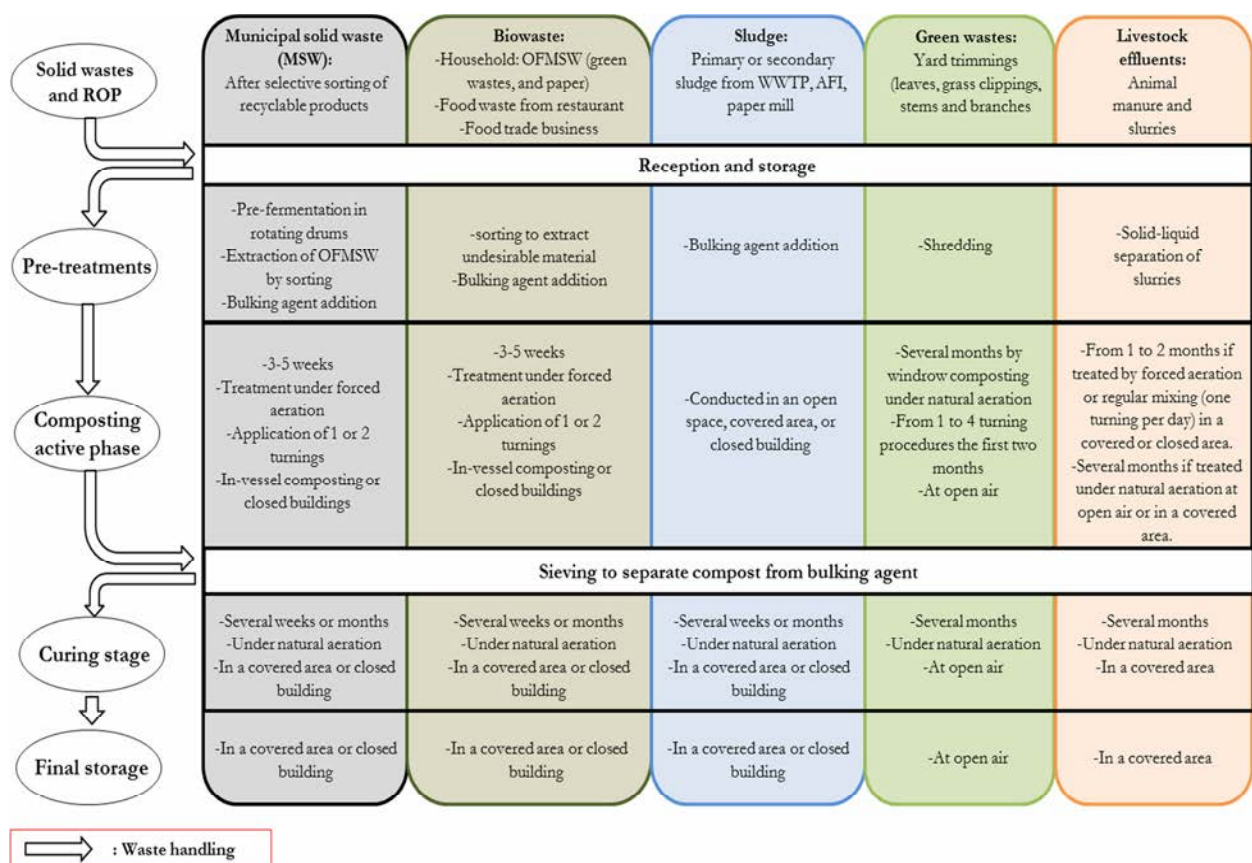 Solid wastes
and ROP
Municipal solid waste
(MSW):
After selective sorting of
recyclable products
Biowaste:
-Household: OFMSW (green
wastes, and paper)
-Food waste from restaurant
-Food trade business
Sludge:
Primary or secondary
sludge from WWTP, AFI,
paper mill
Green wastes:
Yard trimmings
(leaves, grass clippings,
stems and branches
Livestock
effluents:
Animal
manure and
slurries
Reception and storage
Pre-treatments
-Pre-fermentation in
rotating drums
-Extraction of OFMSW
by sorting
-Bulking agent addition
-sorting to extract
undesirable material
-Bulking agent addition
-Bulking agent addition
-Shredding
-Solid-liquid
separation of
slurries
Composting
active phase
-3-5 weeks
-Treatment under forced
aeration
-Application of 1 or 2
turnings
-In-vessel composting or
closed buildings
-3-5 weeks
-Treatment under forced
aeration
-Application of 1 or 2
turnings
-In-vessel composting or
closed buildings
-Conducted in an open
space, covered area, or
closed building
-Several months by
windrow composting
under natural aeration
-From 1 to 4 turning
procedures the first two
months
-At open air
-From 1 to 2 months if
treated by forced aeration
or regular mixing (one
turning per day) in a
covered or closed area.
-Several months if treated
under natural aeration at
open air or in a covered
area.
Sieving to separate compost from bulking agent
Curing stage
-Several weeks or months
-Under natural aeration
-In a covered area or closed
building
-Several weeks or months
-Under natural aeration
-In a covered area or closed
building
-Several weeks or months
-Under natural aeration
-In a covered area or closed
building
-Several months
-Under natural aeration
-At open air
-Several months
-Under natural aeration
-In a covered area
Final storage
-In a covered area or closed
building
-In a covered area or closed
building
-In a covered area or closed
building
-At open air
-In a covered area
: Waste handling